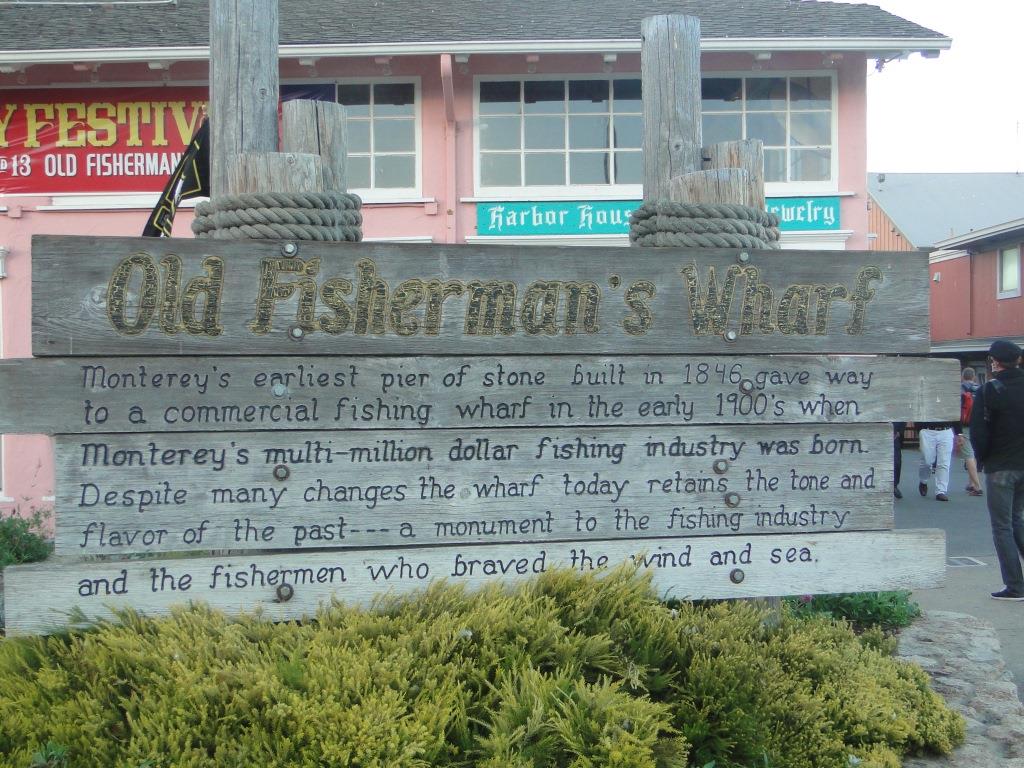 Y FESTIV
13 OLD FISHERMAN
Harbor Hous
welry
Old Fisherman's Wharf
Monterey's earliest pier of stone built in 1846 gave way
to a commercial fishing wharf in the early 1900's when
Monterey's multi-million dollar fishing industry was born.
Despite many changes the wharf today retains the tone and
flavor of the past--- a monument to the fishing industry
and the fishermen who braved the wind and sea.